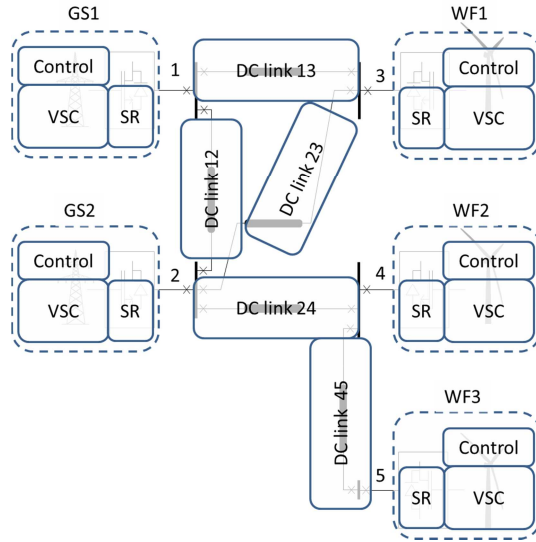 GS1
WF1
Control
VSC
SR
1
DC link 13
3
Control
SR
VSC
DC link 12
DC link 23
GS2
WF2
Control
VSC
SR
2
DC link 24
4
Control
SR
VSC
DC link 45
WF3
5
Control
SR
VSC